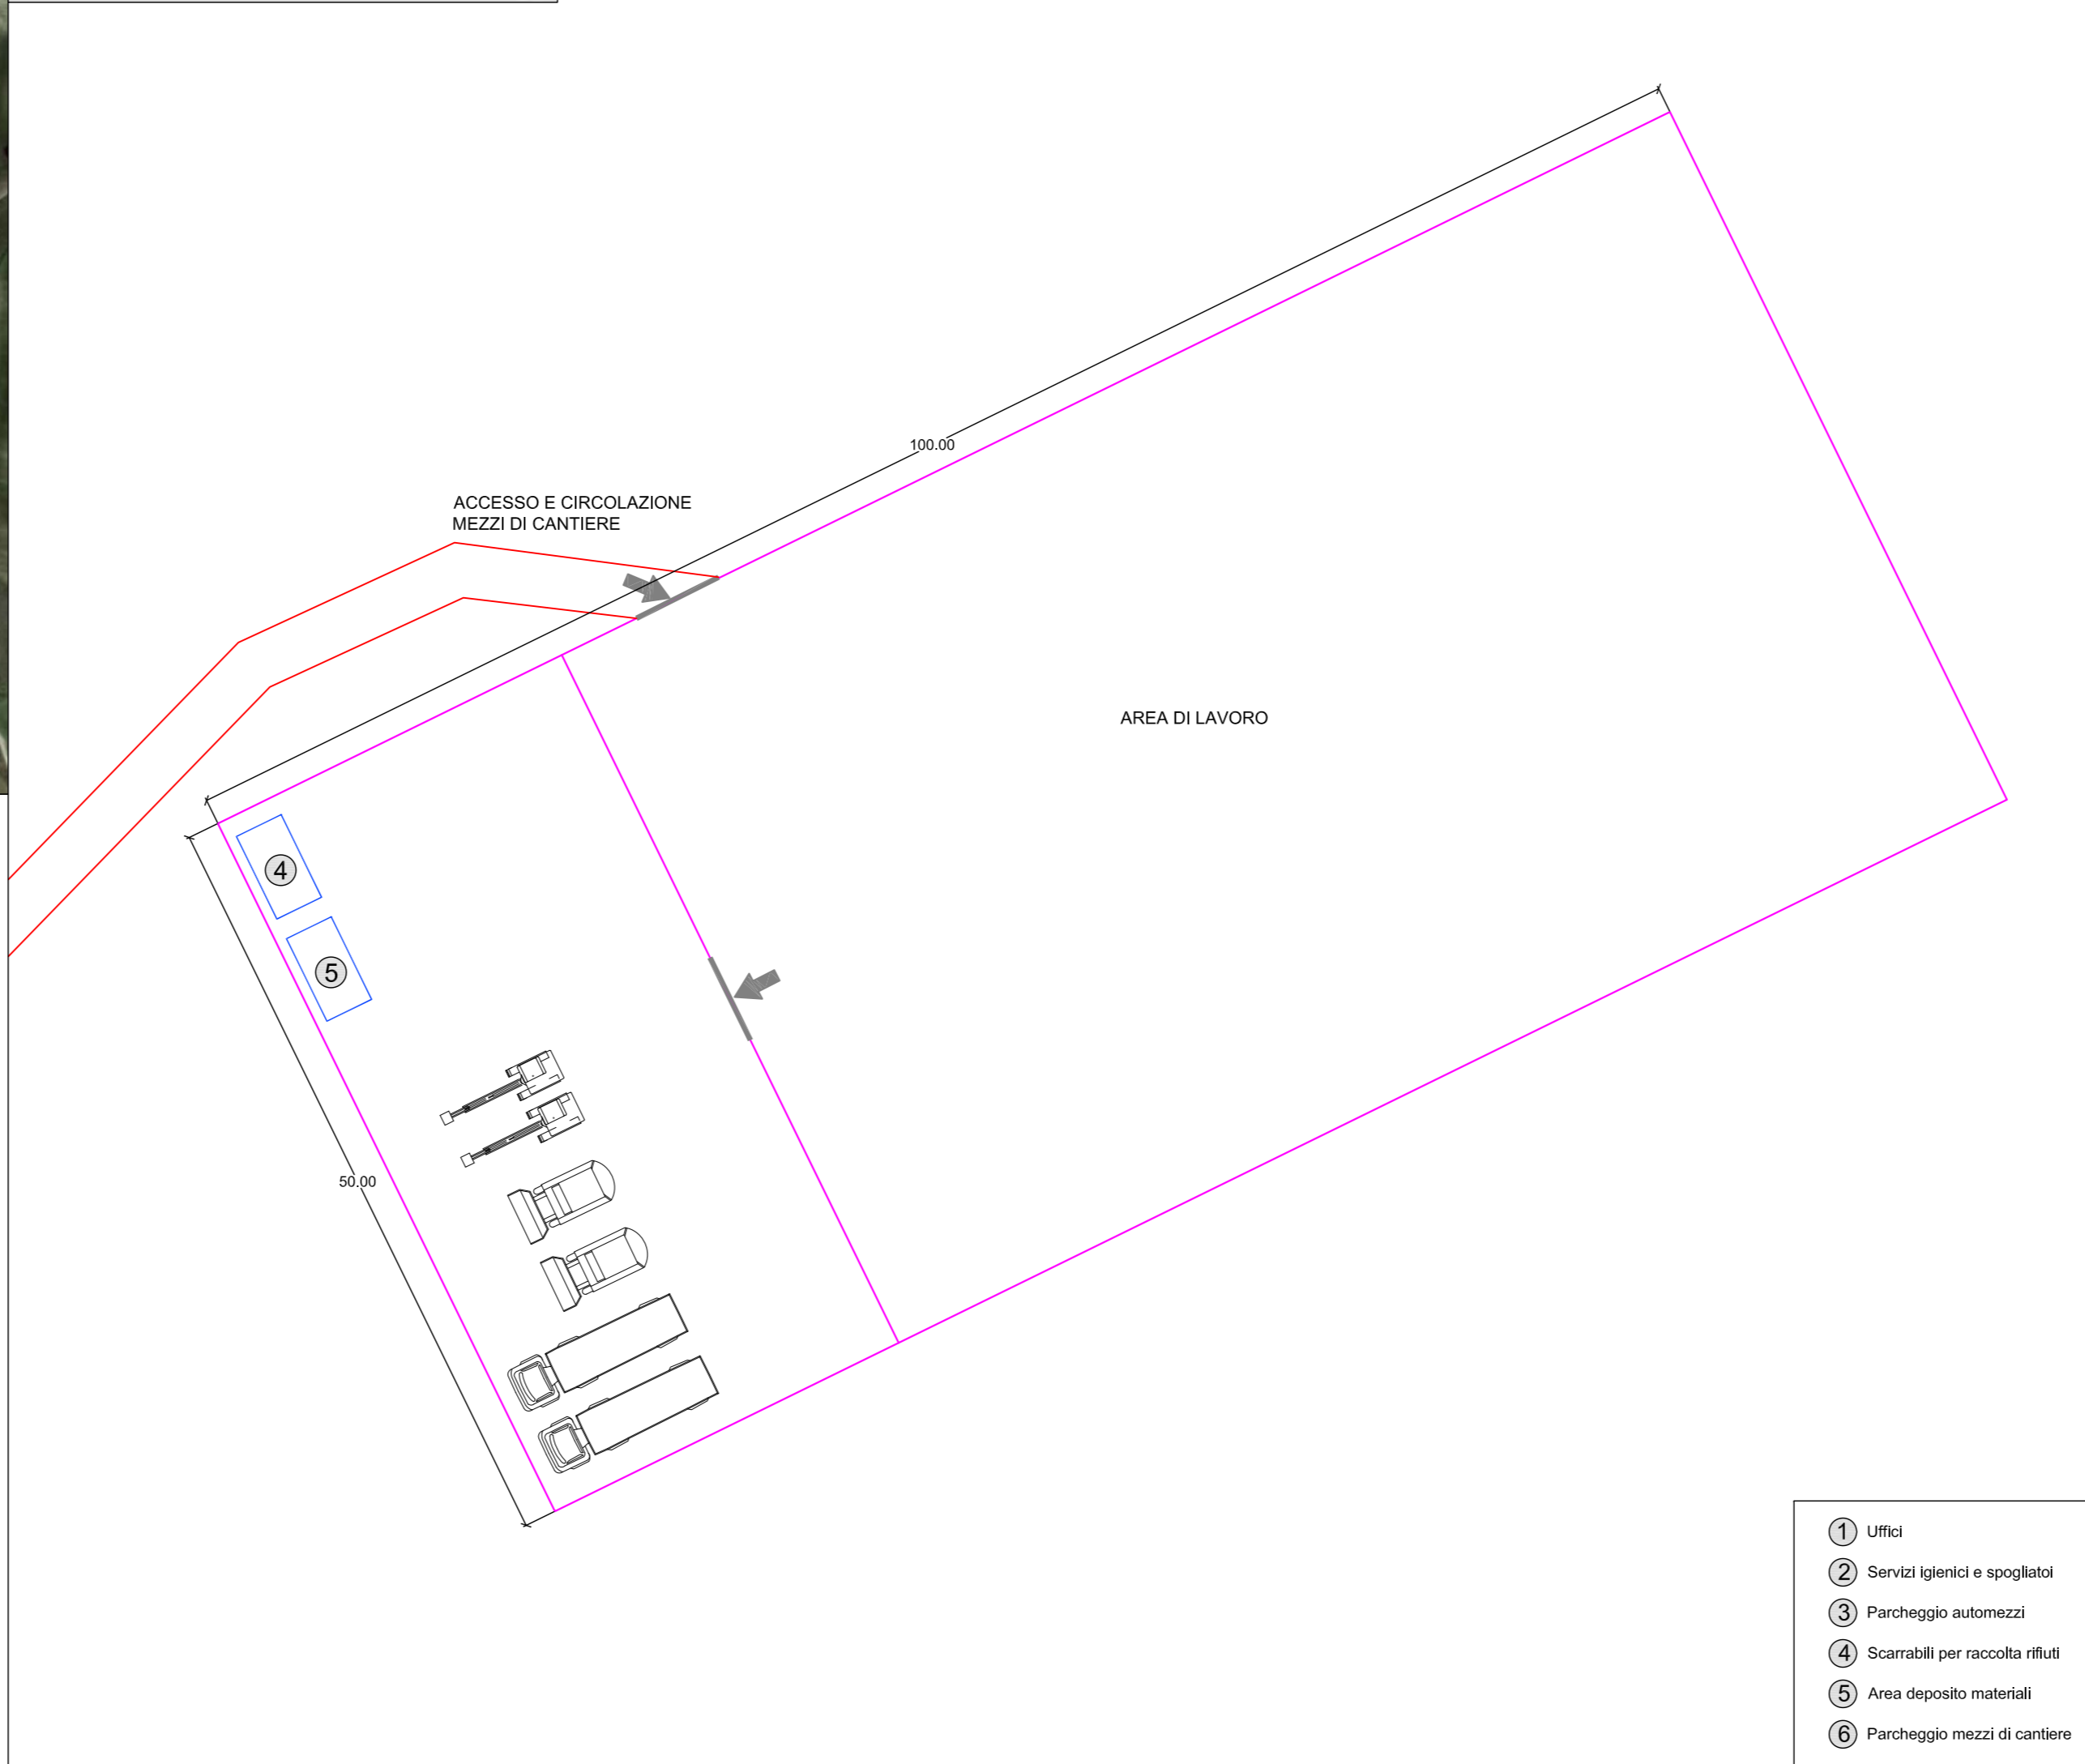 100.00
ACCESSO E CIRCOLAZIONE
MEZZI DI CANTIERE
AREA DI LAVORO
4
5
50.00
1 Uffici
2 Servizi igienici e spogliatoi
3 Parcheggio automezzi
4 Scarrabili per raccolta rifiuti
5 Area deposito materiali
6 Parcheggio mezzi di cantiere